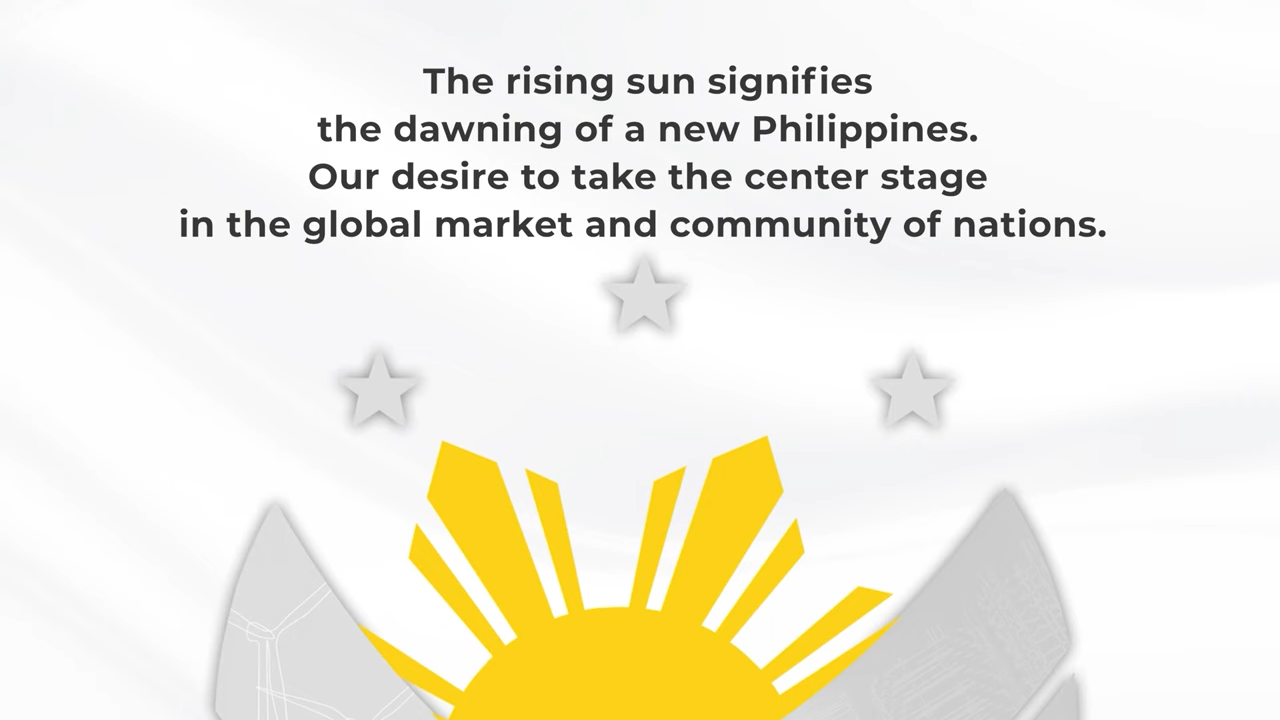 The rising sun signifies
the dawning of a new Philippines.
Our desire to take the center stage
in the global market and community of nations.